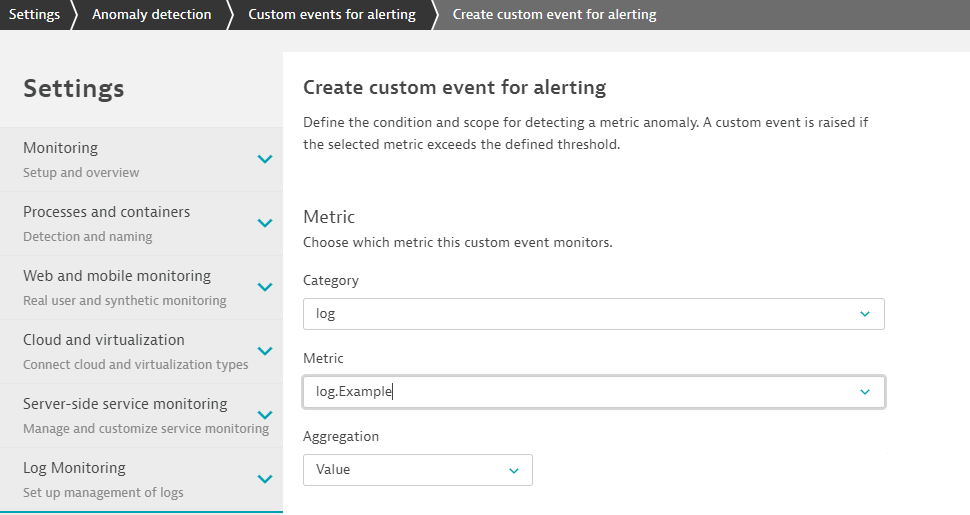 Settings
Anomaly detection
Custom events for alerting
Create custom event for alerting
Settings
Monitoring
Setup and overview
Processes and containers
Detection and naming
Web and mobile monitoring
Real user and synthetic monitoring
Cloud and virtualization
Connect cloud and virtualization types
Server-side service monitoring
Manage and customize service monitoring
Log Monitoring
Set up management of logs
Create custom event for alerting
Define the condition and scope for detecting a metric anomaly. A custom event is raised if
the selected metric exceeds the defined threshold.
Metric
Choose which metric this custom event monitors.
Category
log
Metric
log.Example
Aggregation
Value